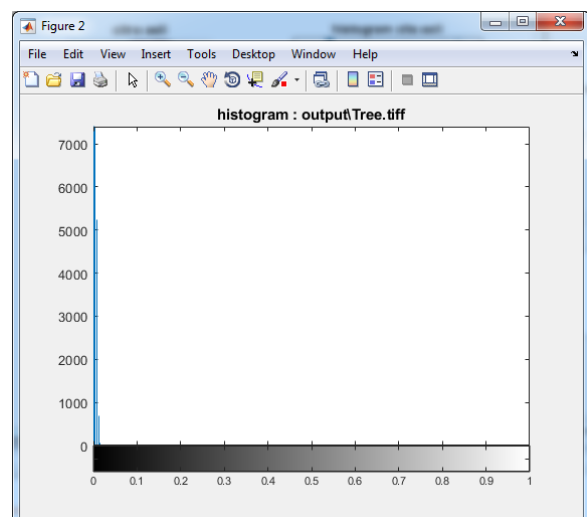 Figure 2
File Edit View Insert Tools Desktop Window Help
histogram : output\Tree.tiff
7000
6000
5000
4000
3000
2000
1000
0
0 0.1 0.2 0.3 0.4 0.5 0.6 0.7 0.8 0.9 1